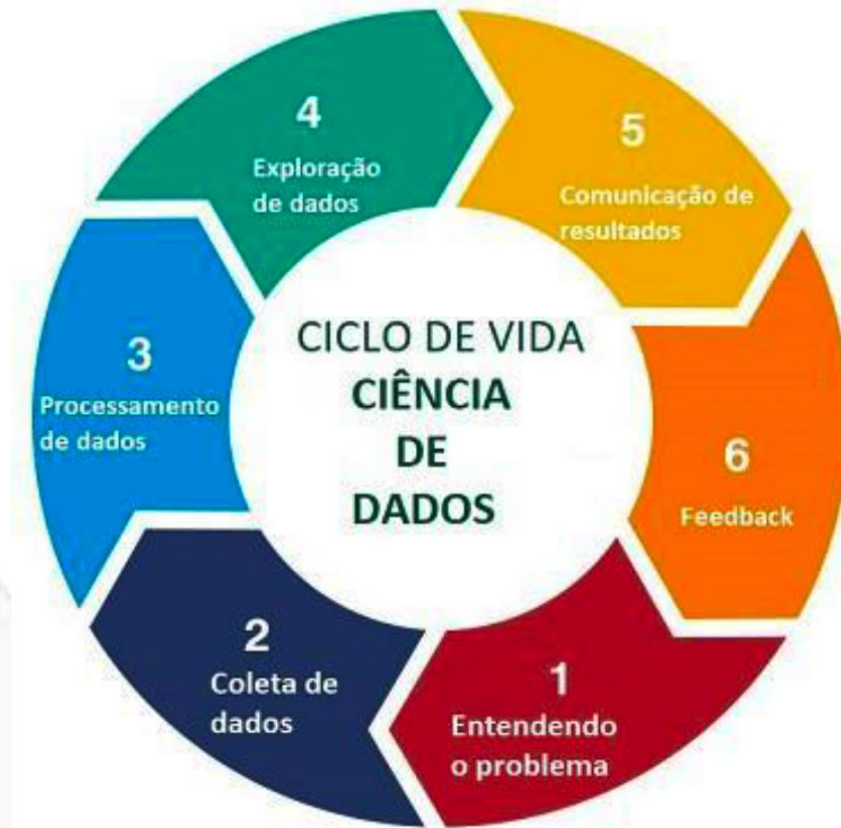 CICLO DE VIDA
CIÊNCIA
DE
DADOS
1
Entendendo
o problema
2
Coleta de
dados
3
Processamento
de dados
4
Exploração
de dados
5
Comunicação de
resultados
6
Feedback